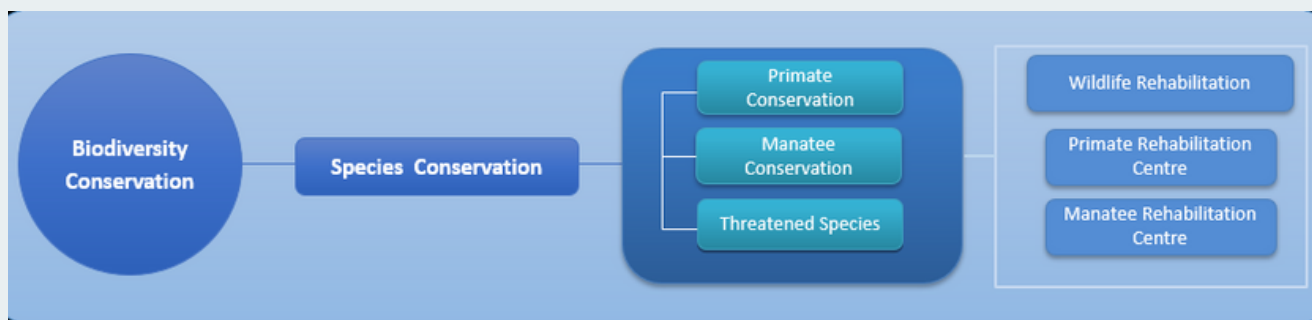 Biodiversity
Conservation
Species Conservation
Primate
Conservation
Manatee
Conservation
Threatened Species
Wildlife Rehabilitation
Primate Rehabilitation
Centre
Manatee Rehabilitation
Centre